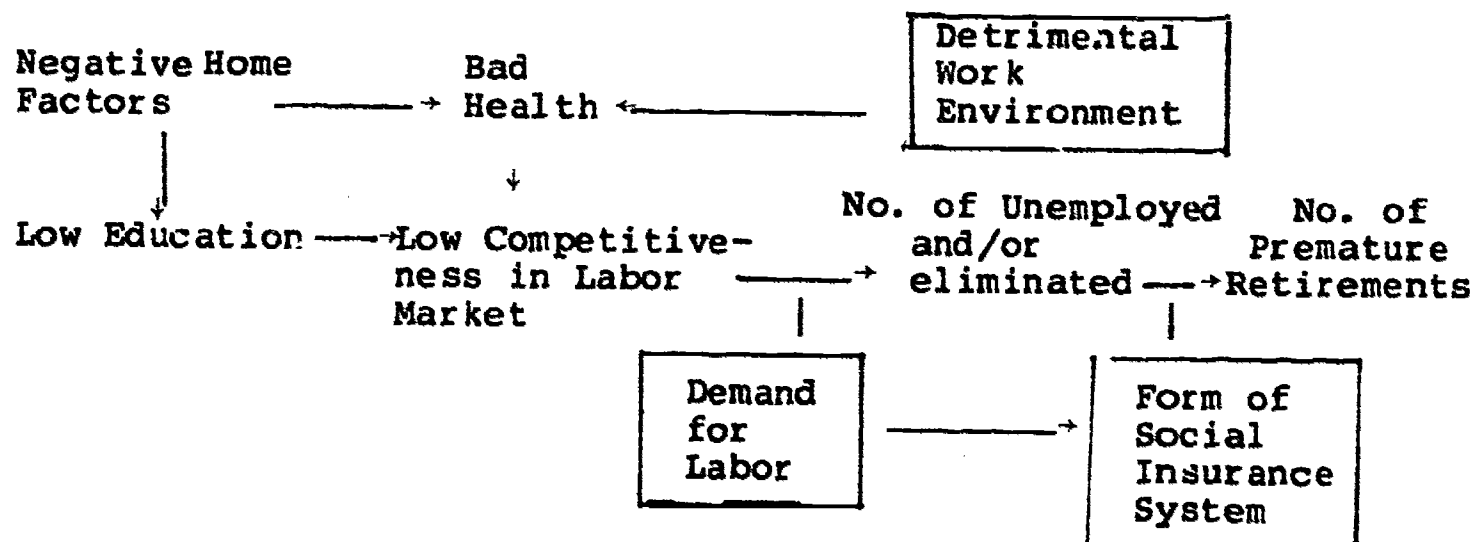 Negative Home
Factors
Bad
Health
Detrimental
Work
Environment
Low Education
Low Competitive-
ness in Labor
Market
No. of Unemployed
and/or
eliminated
No. of
Premature
Retirements
Demand
for
Labor
Form of
Social
Insurance
System